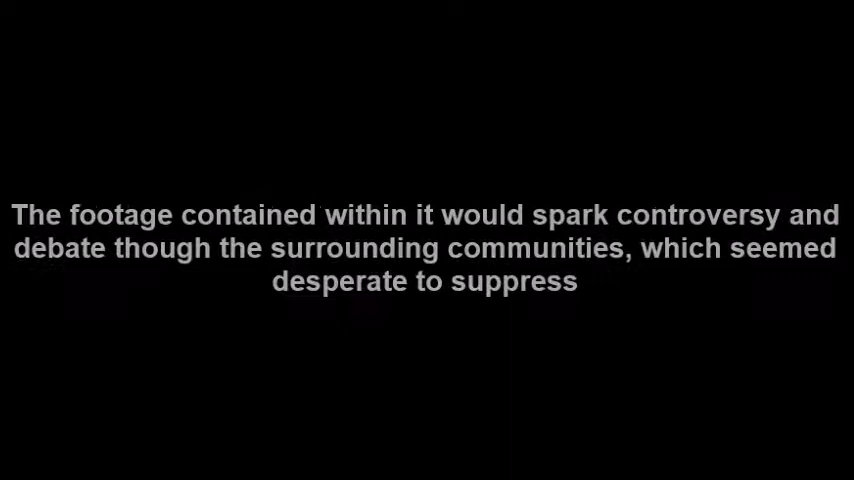 The footage contained within it would spark controversy and
debate though the surrounding communities, which seemed
desperate to suppress